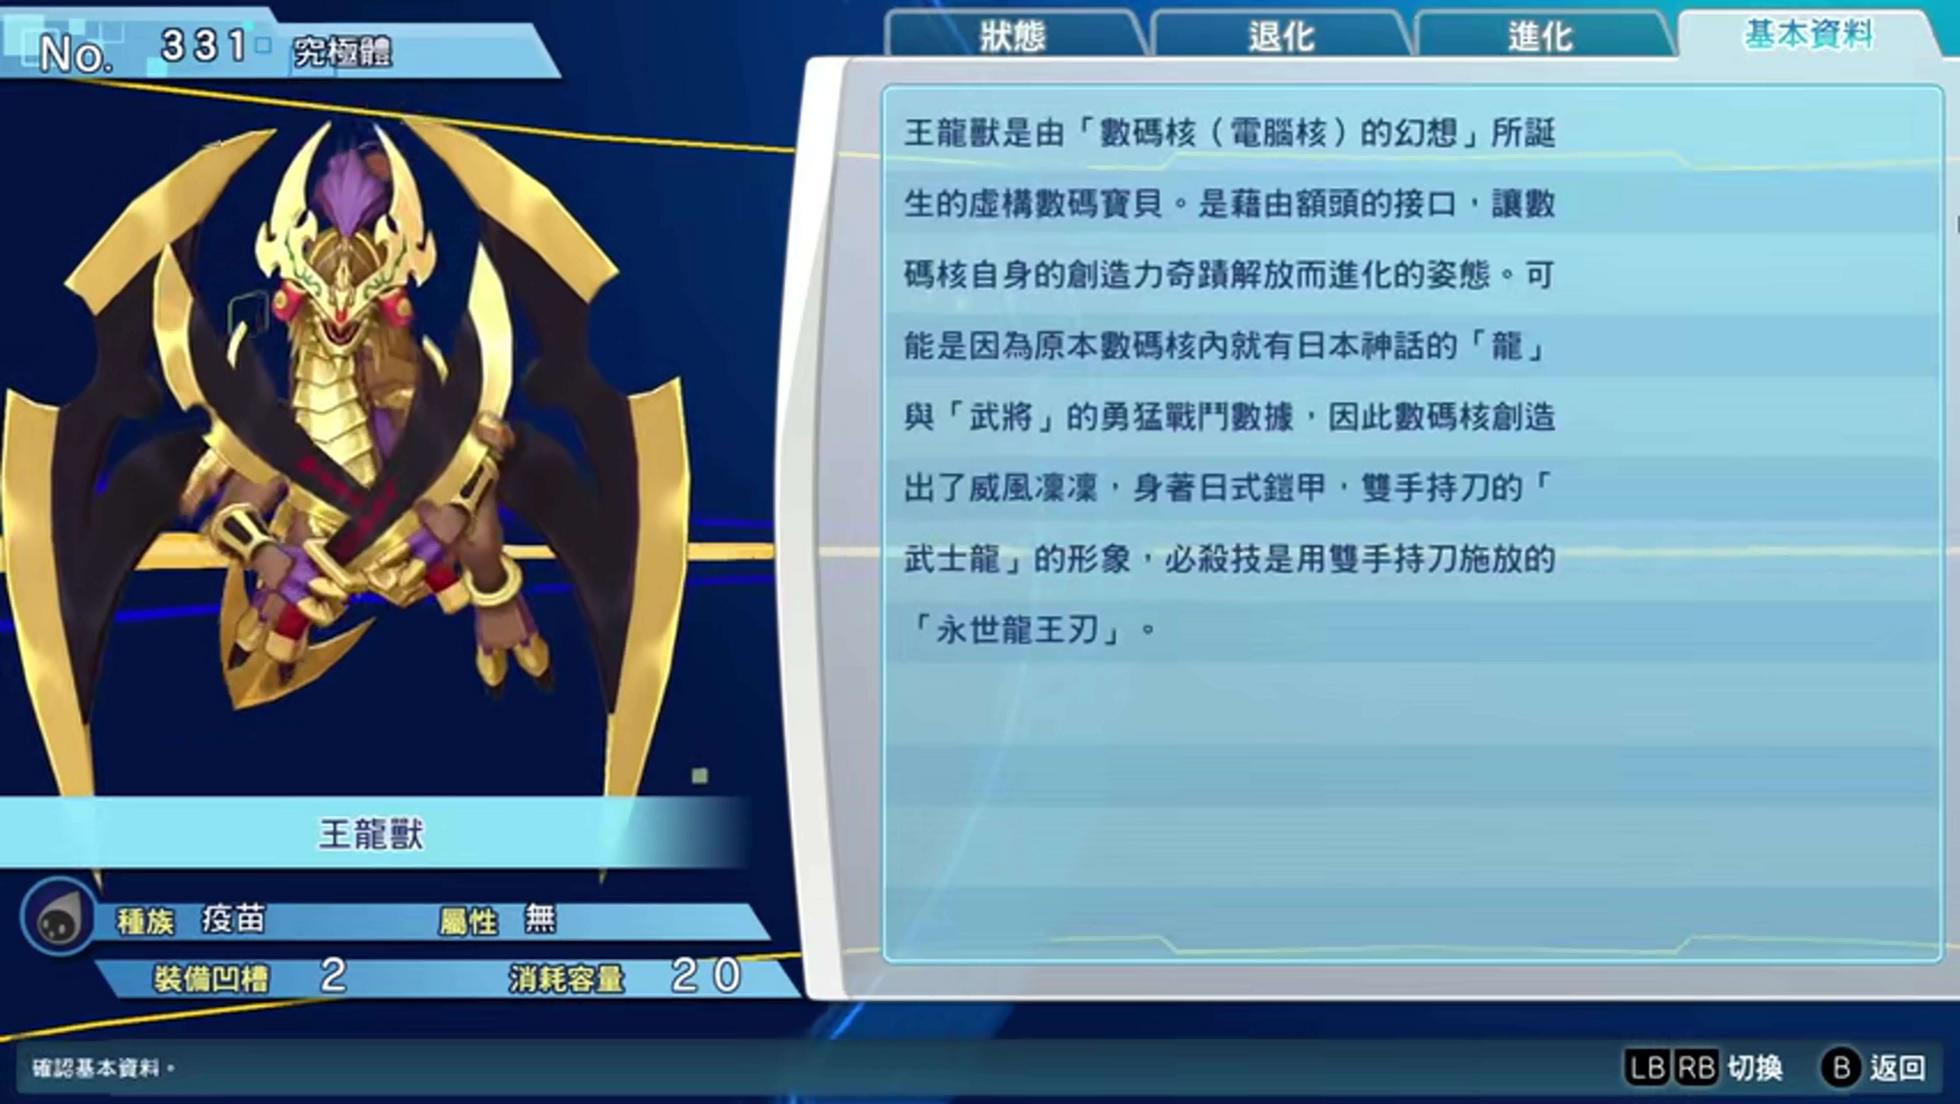 No. 331 究極體
狀態 退化 進化 基本資料
王龍獸是由「數碼核（電腦核）的幻想」所誕
生的虛構數碼寶貝。是藉由額頭的接口，讓數
碼核自身的創造力奇蹟解放而進化的姿態。可
能是因為原本數碼核內就有日本神話的「龍」
與「武將」的勇猛戰鬥數據，因此數碼核創造
出了威風凜凜，身著日式鎧甲，雙手持刀的「
武士龍」的形象，必殺技是用雙手持刀施放的
「永世龍王刃」。
王龍獸
種族 疫苗 屬性 無
裝備凹槽 2 消耗容量 20
確認基本資料。
LB RB 切換 B 返回